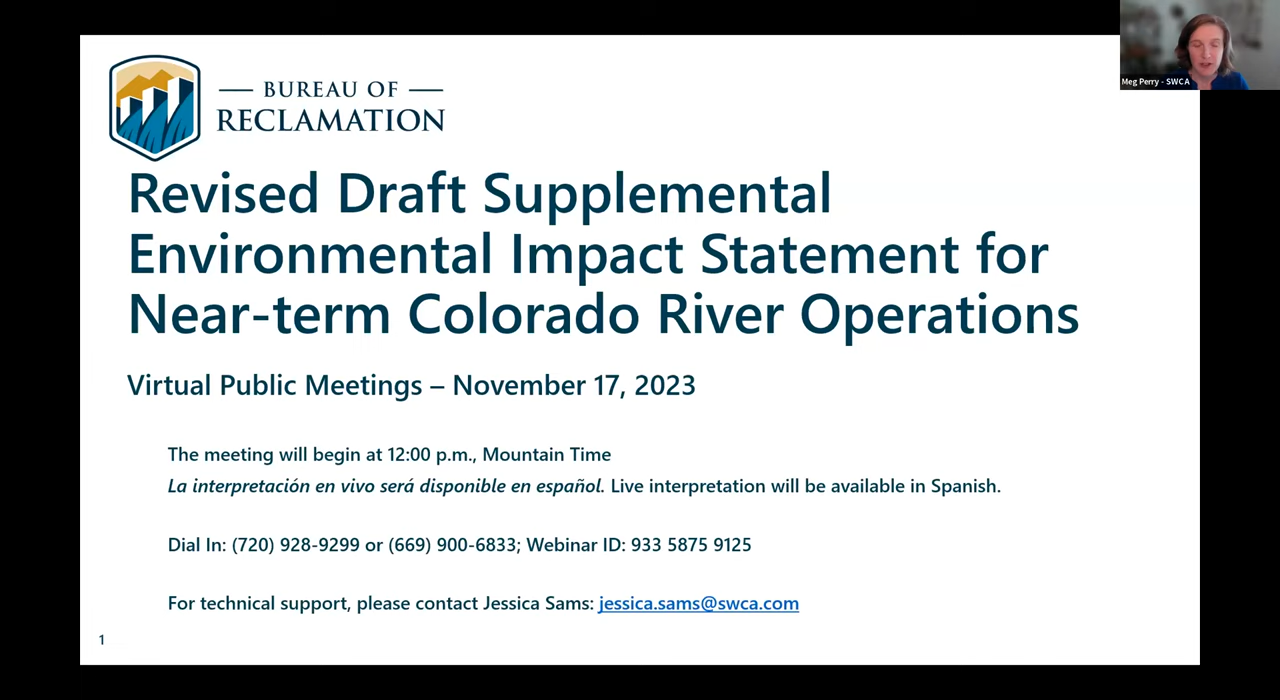 Meg Perry - SWCA
BUREAU OF
RECLAMATION
Revised Draft Supplemental
Environmental Impact Statement for
Near-term Colorado River Operations
Virtual Public Meetings – November 17, 2023
The meeting will begin at 12:00 p.m., Mountain Time
La interpretación en vivo será disponible en español. Live interpretation will be available in Spanish.
Dial In: (720) 928-9299 or (669) 900-6833; Webinar ID: 933 5875 9125
For technical support, please contact Jessica Sams: jessica.sams@swca.com
1